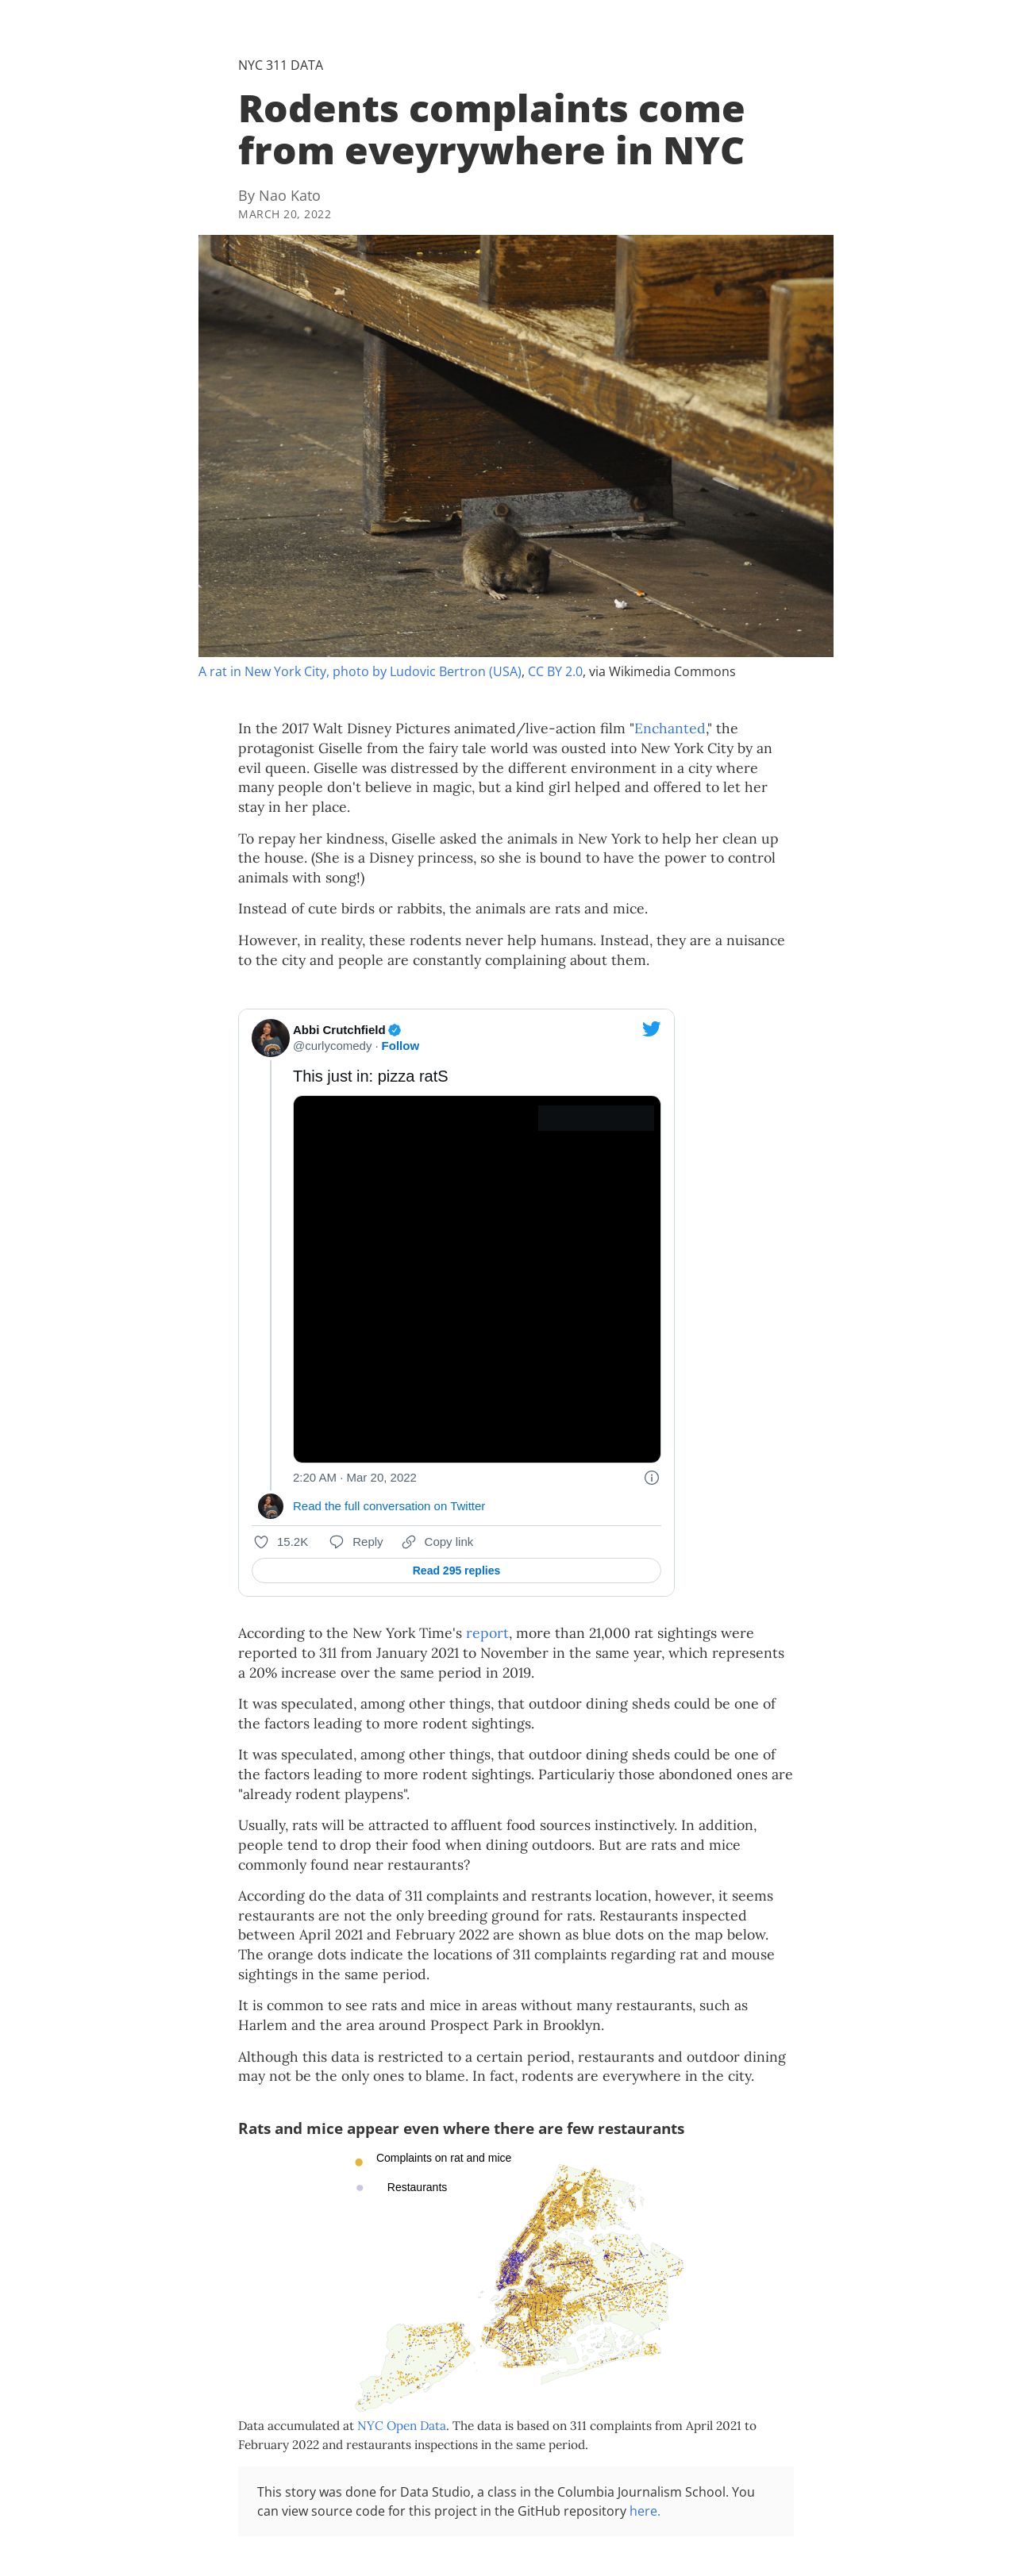 NYC 311 DATA
Rodents complaints come
from eveyrywhere in NYC
By Nao Kato
MARCH 20, 2022
A rat in New York City, photo by Ludovic Bertron (USA), CC BY 2.0, via Wikimedia Commons
In the 2017 Walt Disney Pictures animated/live-action film "Enchanted," the
protagonist Giselle from the fairy tale world was ousted into New York City by an
evil queen. Giselle was distressed by the different environment in a city where
many people don't believe in magic, but a kind girl helped and offered to let her
stay in her place.
To repay her kindness, Giselle asked the animals in New York to help her clean up
the house. (She is a Disney princess, so she is bound to have the power to control
animals with song!)
Instead of cute birds or rabbits, the animals are rats and mice.
However, in reality, these rodents never help humans. Instead, they are a nuisance
to the city and people are constantly complaining about them.
Abbi Crutchfield
@curlycomedy · Follow
This just in: pizza ratS
2:20 AM · Mar 20, 2022
Read the full conversation on Twitter
15.2K Reply Copy link
Read 295 replies
According to the New York Time's report, more than 21,000 rat sightings were
reported to 311 from January 2021 to November in the same year, which represents
a 20% increase over the same period in 2019.
It was speculated, among other things, that outdoor dining sheds could be one of
the factors leading to more rodent sightings.
It was speculated, among other things, that outdoor dining sheds could be one of
the factors leading to more rodent sightings. Particulariy those abondoned ones are
"already rodent playpens".
Usually, rats will be attracted to affluent food sources instinctively. In addition,
people tend to drop their food when dining outdoors. But are rats and mice
commonly found near restaurants?
According do the data of 311 complaints and restrants location, however, it seems
restaurants are not the only breeding ground for rats. Restaurants inspected
between April 2021 and February 2022 are shown as blue dots on the map below.
The orange dots indicate the locations of 311 complaints regarding rat and mouse
sightings in the same period.
It is common to see rats and mice in areas without many restaurants, such as
Harlem and the area around Prospect Park in Brooklyn.
Although this data is restricted to a certain period, restaurants and outdoor dining
may not be the only ones to blame. In fact, rodents are everywhere in the city.
Rats and mice appear even where there are few restaurants
Complaints on rat and mice
Restaurants
Data accumulated at NYC Open Data. The data is based on 311 complaints from April 2021 to
February 2022 and restaurants inspections in the same period.
This story was done for Data Studio, a class in the Columbia Journalism School. You
can view source code for this project in the GitHub repository here.